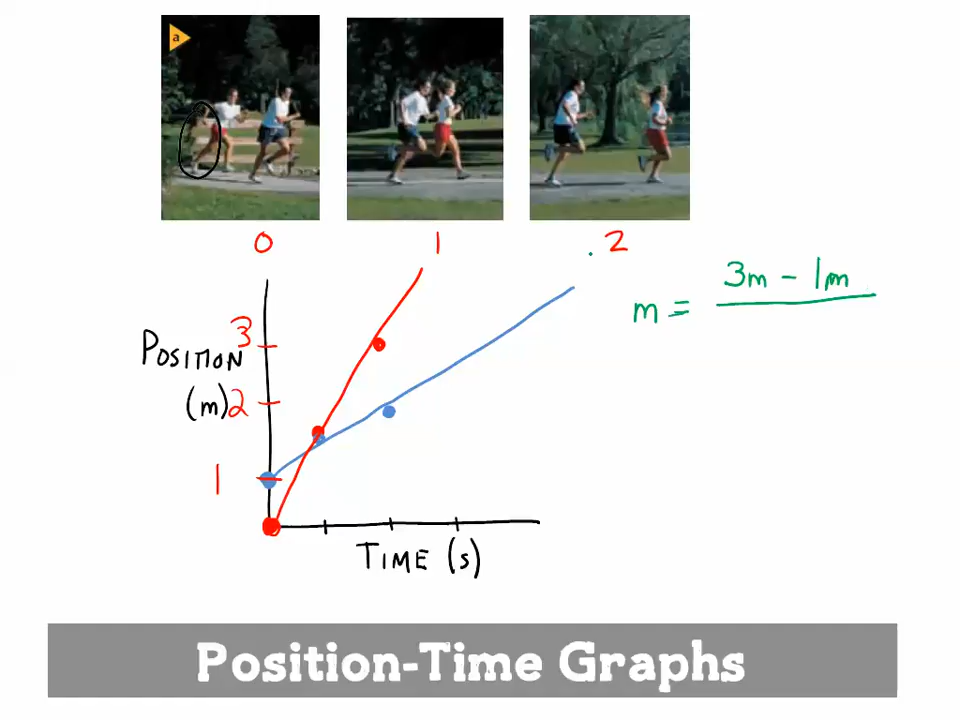 a
0 1 .2
m = 3m - 1m
3
POSITION
(m) 2
1
TIME (s)
Position-Time Graphs